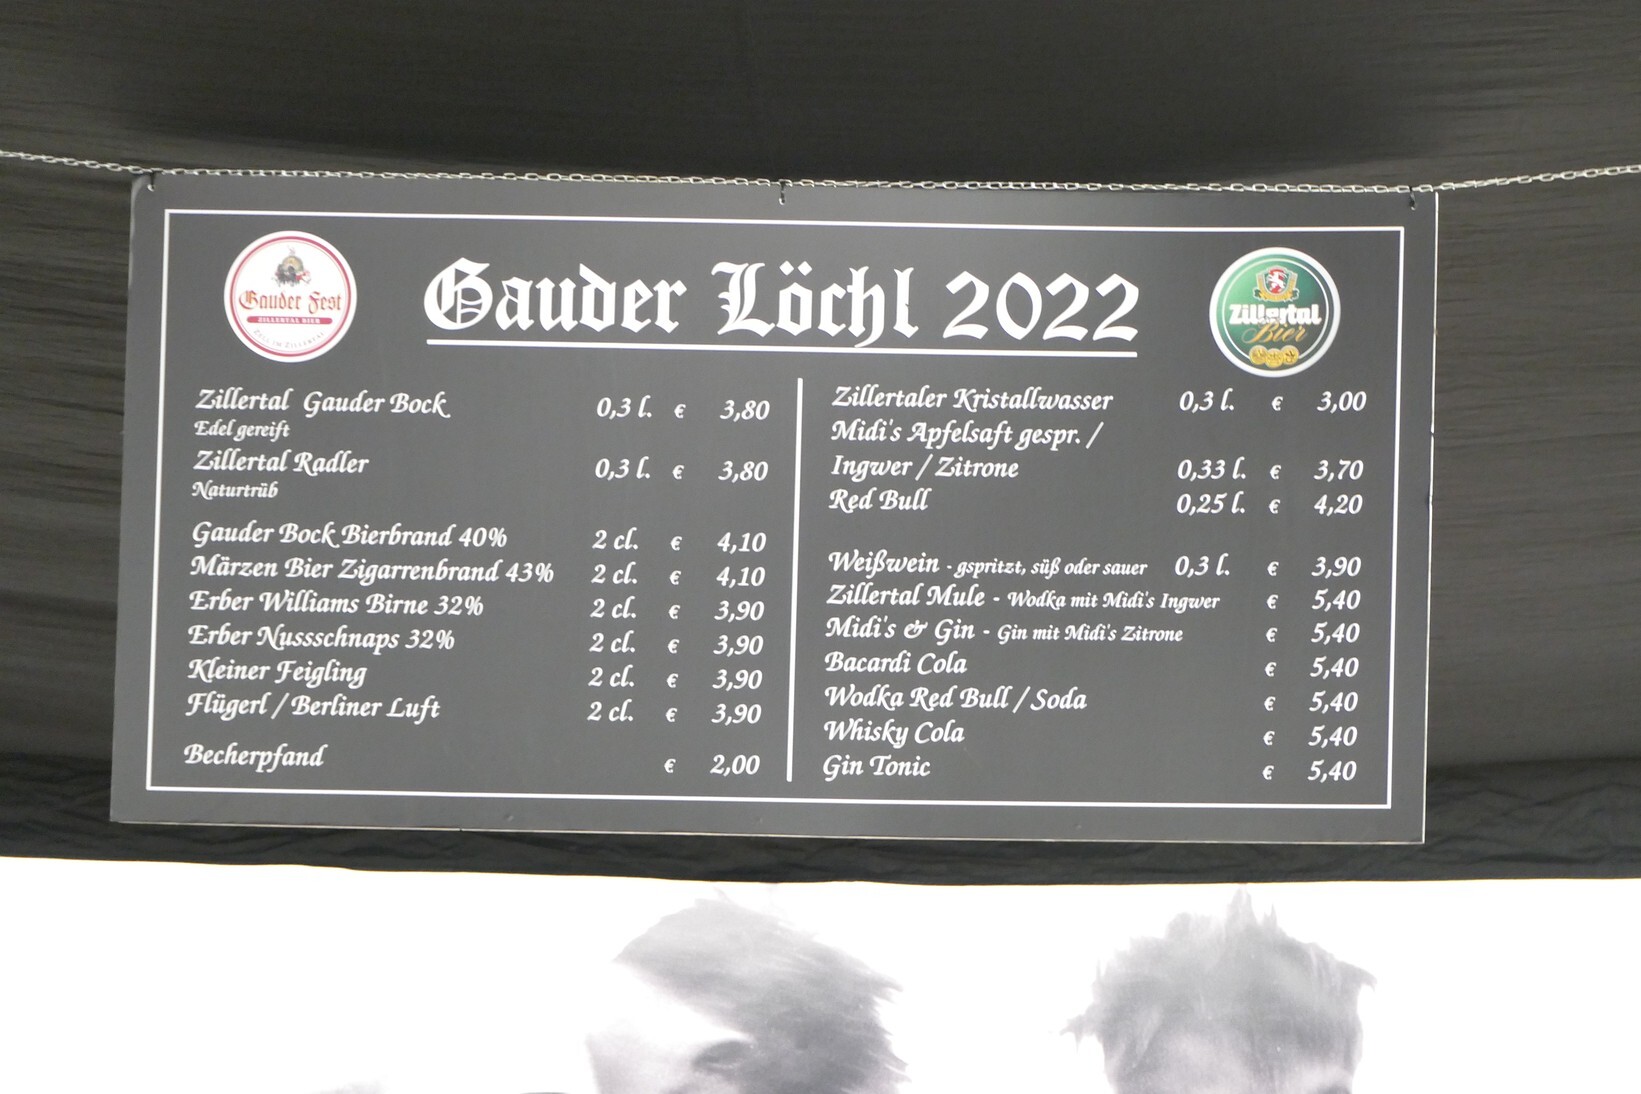 Gauder Fest
ZILLERTAL BIER
ZELL IM ZILLERTAL
Gauder Löchl 2022
Zillertal Bier
Zillertal Gauder Bock 0,3 l. € 3,80
Edel gereift
Zillertal Radler 0,3 l. € 3,80
Naturtrüb
Gauder Bock Bierbrand 40% 2 cl. € 4,10
Märzen Bier Zigarrenbrand 43% 2 cl. € 4,10
Erber Williams Birne 32% 2 cl. € 3,90
Erber Nussschnaps 32% 2 cl. € 3,90
Kleiner Feigling 2 cl. € 3,90
Flügerl / Berliner Luft 2 cl. € 3,90
Becherpfand € 2,00
Zillertaler Kristallwasser 0,3 l. € 3,00
Midi's Apfelsaft gespr. /
Ingwer / Zitrone 0,33 l. € 3,70
Red Bull 0,25 l. € 4,20
Weißwein - gspritzt, süß oder sauer 0,3 l. € 3,90
Zillertal Mule - Wodka mit Midi's Ingwer € 5,40
Midi's & Gin - Gin mit Midi's Zitrone € 5,40
Bacardi Cola € 5,40
Wodka Red Bull / Soda € 5,40
Whisky Cola € 5,40
Gin Tonic € 5,40